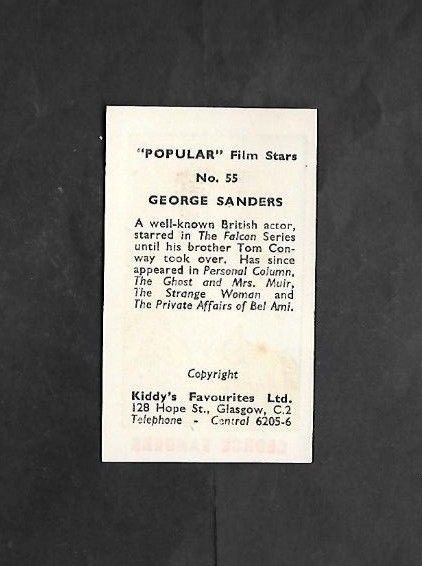 "POPULAR" Film Stars
No. 55
GEORGE SANDERS
A well-known British actor,
starred in The Falcon Series
until his brother Tom Con-
way took over. Has since
appeared in Personal Column,
The Ghost and Mrs. Muir,
The Strange Woman and
The Private Affairs of Bel Ami.
Copyright
Kiddy's Favourites Ltd.
128 Hope St., Glasgow, C.2
Telephone - Central 6205-6
GEORGE SANDERS